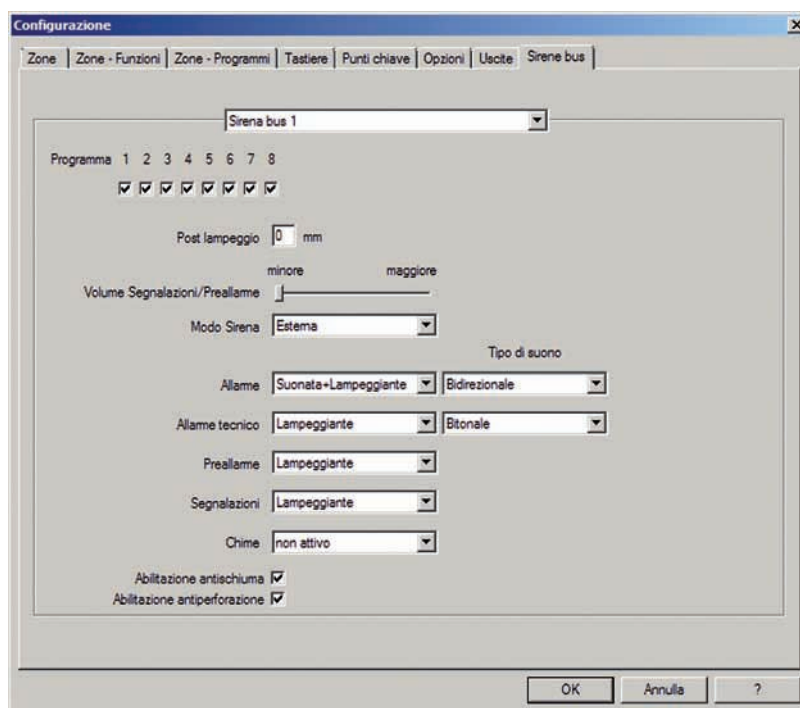 Configurazione
Zone Zone - Funzioni Zone - Programmi Tastiere Punti chiave Opzioni Uscite Sirene bus
Sirena bus 1
Programma 1 2 3 4 5 6 7 8
Post lampeggio 0 mm
minore maggiore
Volume Segnalazioni/Preallarme
Modo Sirena Esterna
Tipo di suono
Allarme Suonata+Lampeggiante Bidirezionale
Allarme tecnico Lampeggiante Bitonale
Preallarme Lampeggiante
Segnalazioni Lampeggiante
Chime non attivo
Abilitazione antischiuma
Abilitazione antiperforazione
OK Annulla ?